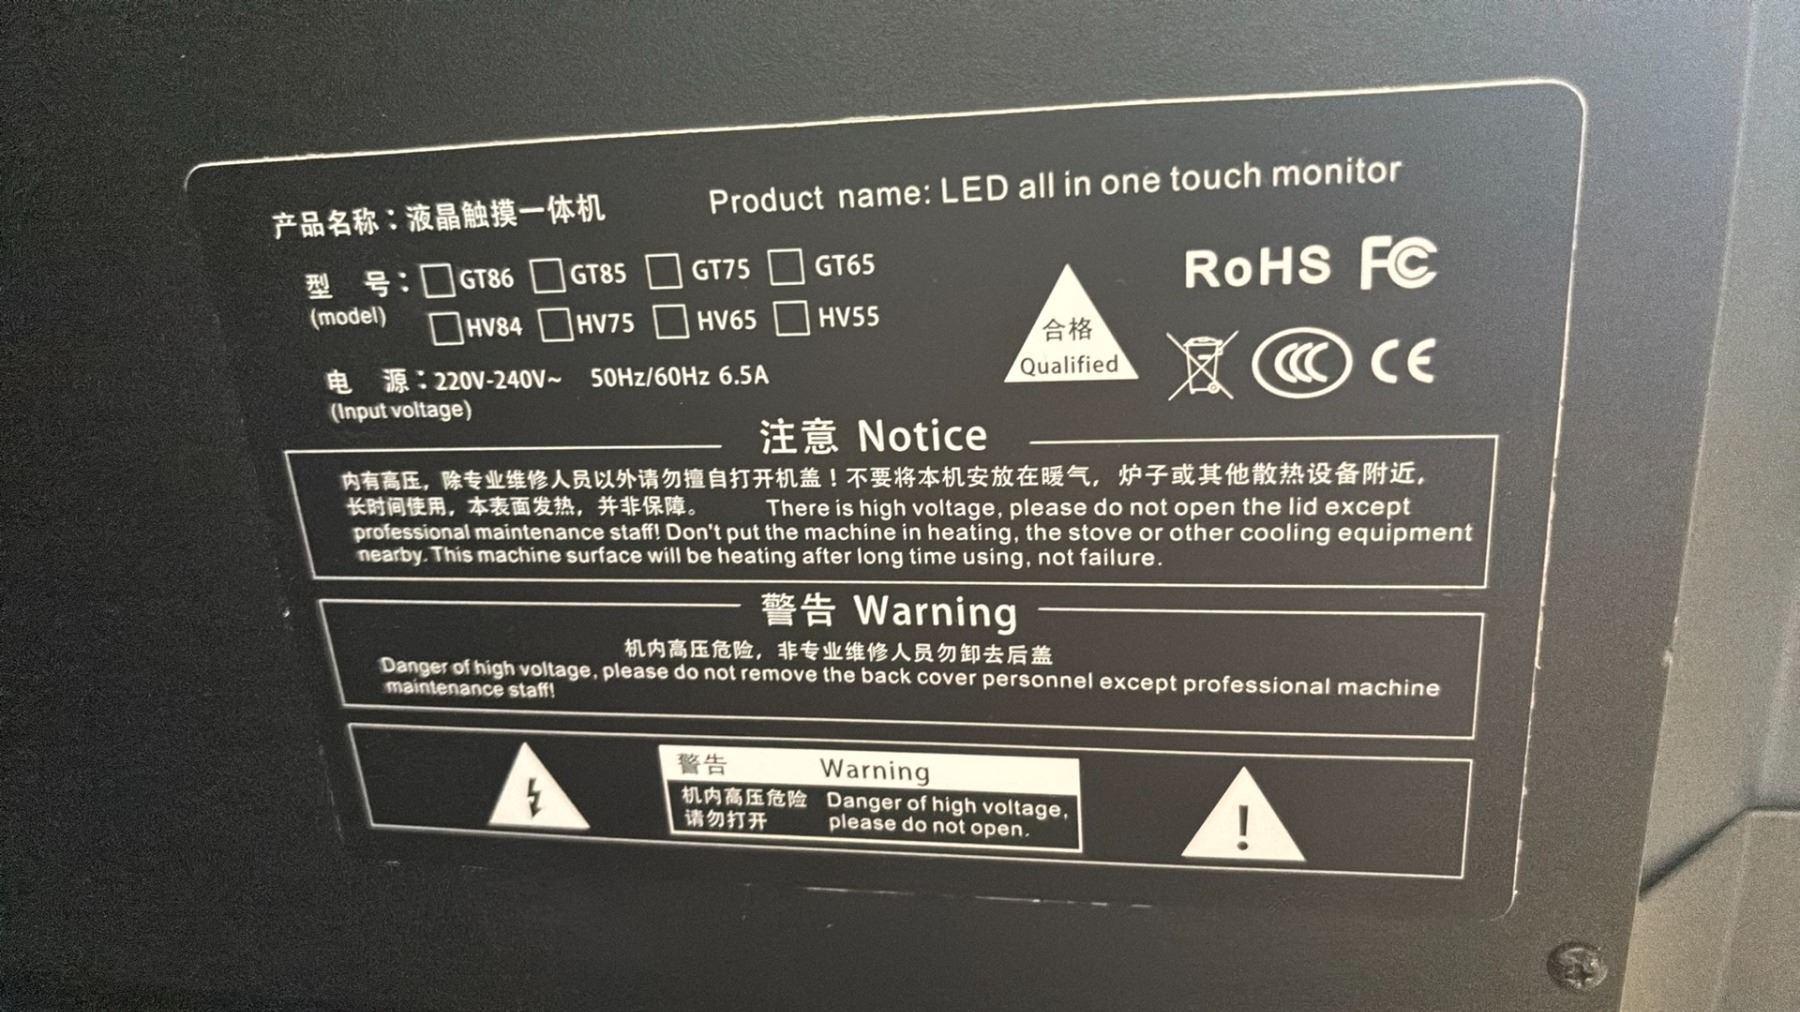 产品名称：液晶触摸一体机 Product name: LED all in one touch monitor
型 号： GT86 GT85 GT75 GT65
(model) HV84 HV75 HV65 HV55
RoHS FC
合格
Qualified
CCC CE
电 源：220V-240V~ 50Hz/60Hz 6.5A
(Input voltage)
注意 Notice
内有高压，除专业维修人员以外请勿擅自打开机盖！不要将本机安放在暖气，炉子或其他散热设备附近，
长时间使用，本表面发热，并非保障。 There is high voltage, please do not open the lid except
professional maintenance staff! Don't put the machine in heating, the stove or other cooling equipment
nearby. This machine surface will be heating after long time using, not failure.
警告 Warning
机内高压危险，非专业维修人员勿卸去后盖
Danger of high voltage, please do not remove the back cover personnel except professional machine
maintenance staff!
警告 Warning
机内高压危险 Danger of high voltage,
请勿打开 please do not open.